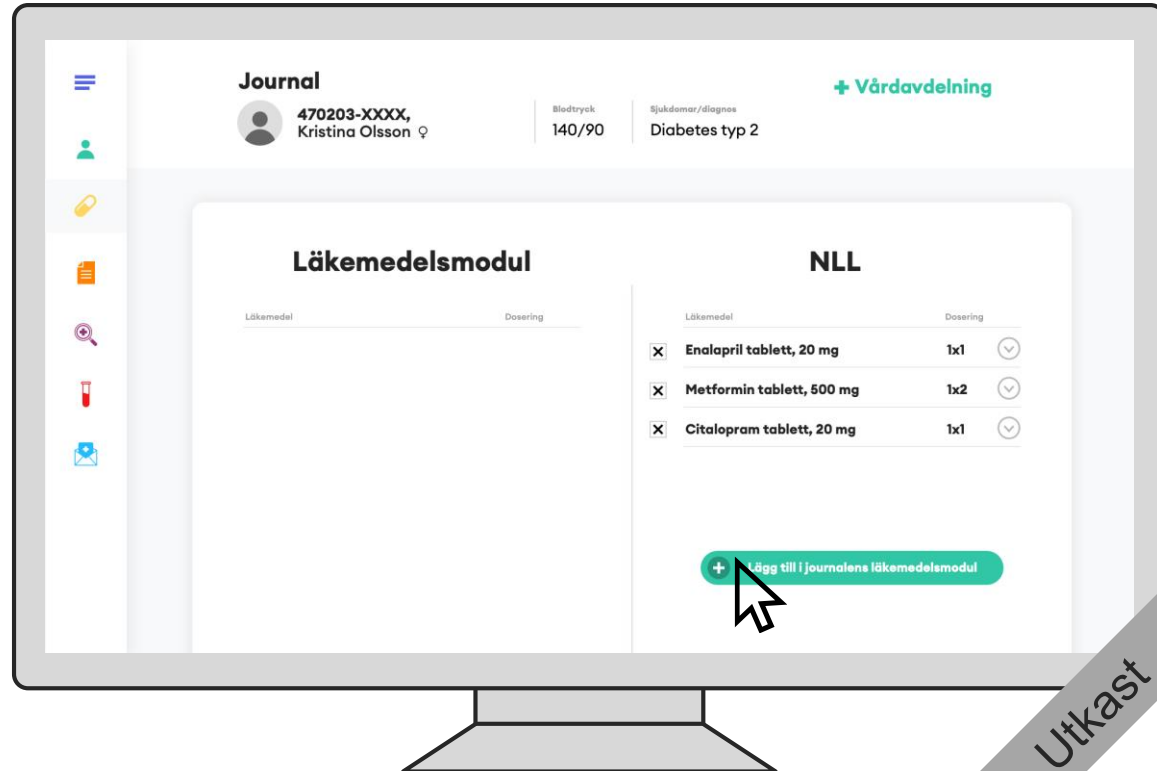 Journal
470203-XXXX,
Kristina Olsson ♀
Blodtryck
140/90
Sjukdomar/diagnos
Diabetes typ 2
+ Vårdavdelning
Läkemedelsmodul
Läkemedel Dosering
NLL
Läkemedel Dosering
Enalapril tablett, 20 mg 1x1
Metformin tablett, 500 mg 1x2
Citalopram tablett, 20 mg 1x1
Lägg till i journalens läkemedelsmodul
Utkast